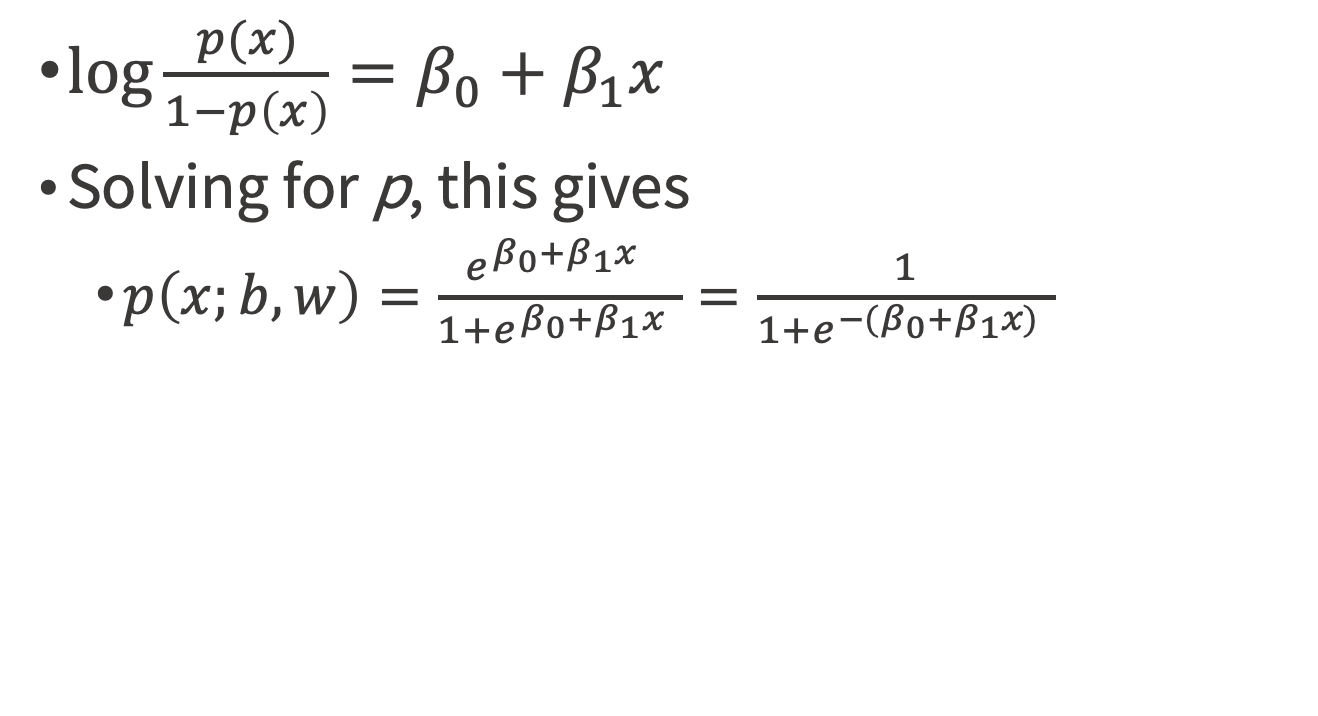 • log p(x)/(1−p(x)) = β₀ + β₁x
• Solving for p, this gives
• p(x; b, w) = e^(β₀+β₁x)/(1+e^(β₀+β₁x)) = 1/(1+e^(−(β₀+β₁x)))